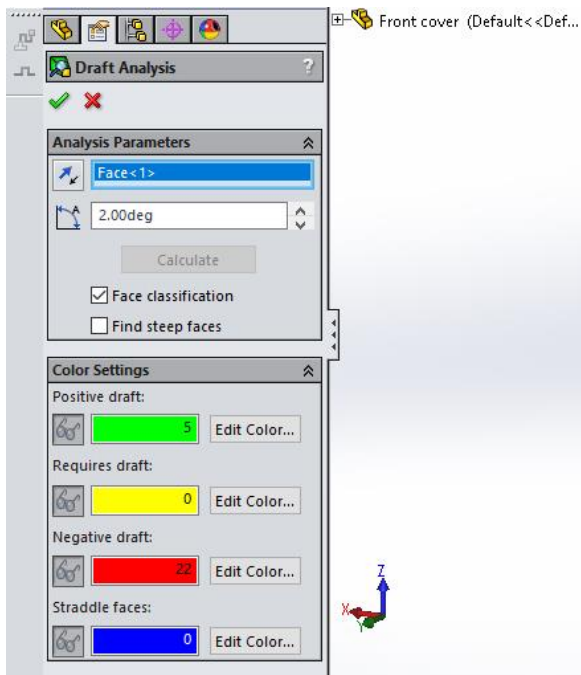 Front cover (Default<<Def...
Draft Analysis
?
Analysis Parameters
Face<1>
A
2.00deg
Calculate
Face classification
Find steep faces
Color Settings
Positive draft:
5
Edit Color...
Requires draft:
0
Edit Color...
Negative draft:
22
Edit Color...
Straddle faces:
0
Edit Color...
Z
X
Y